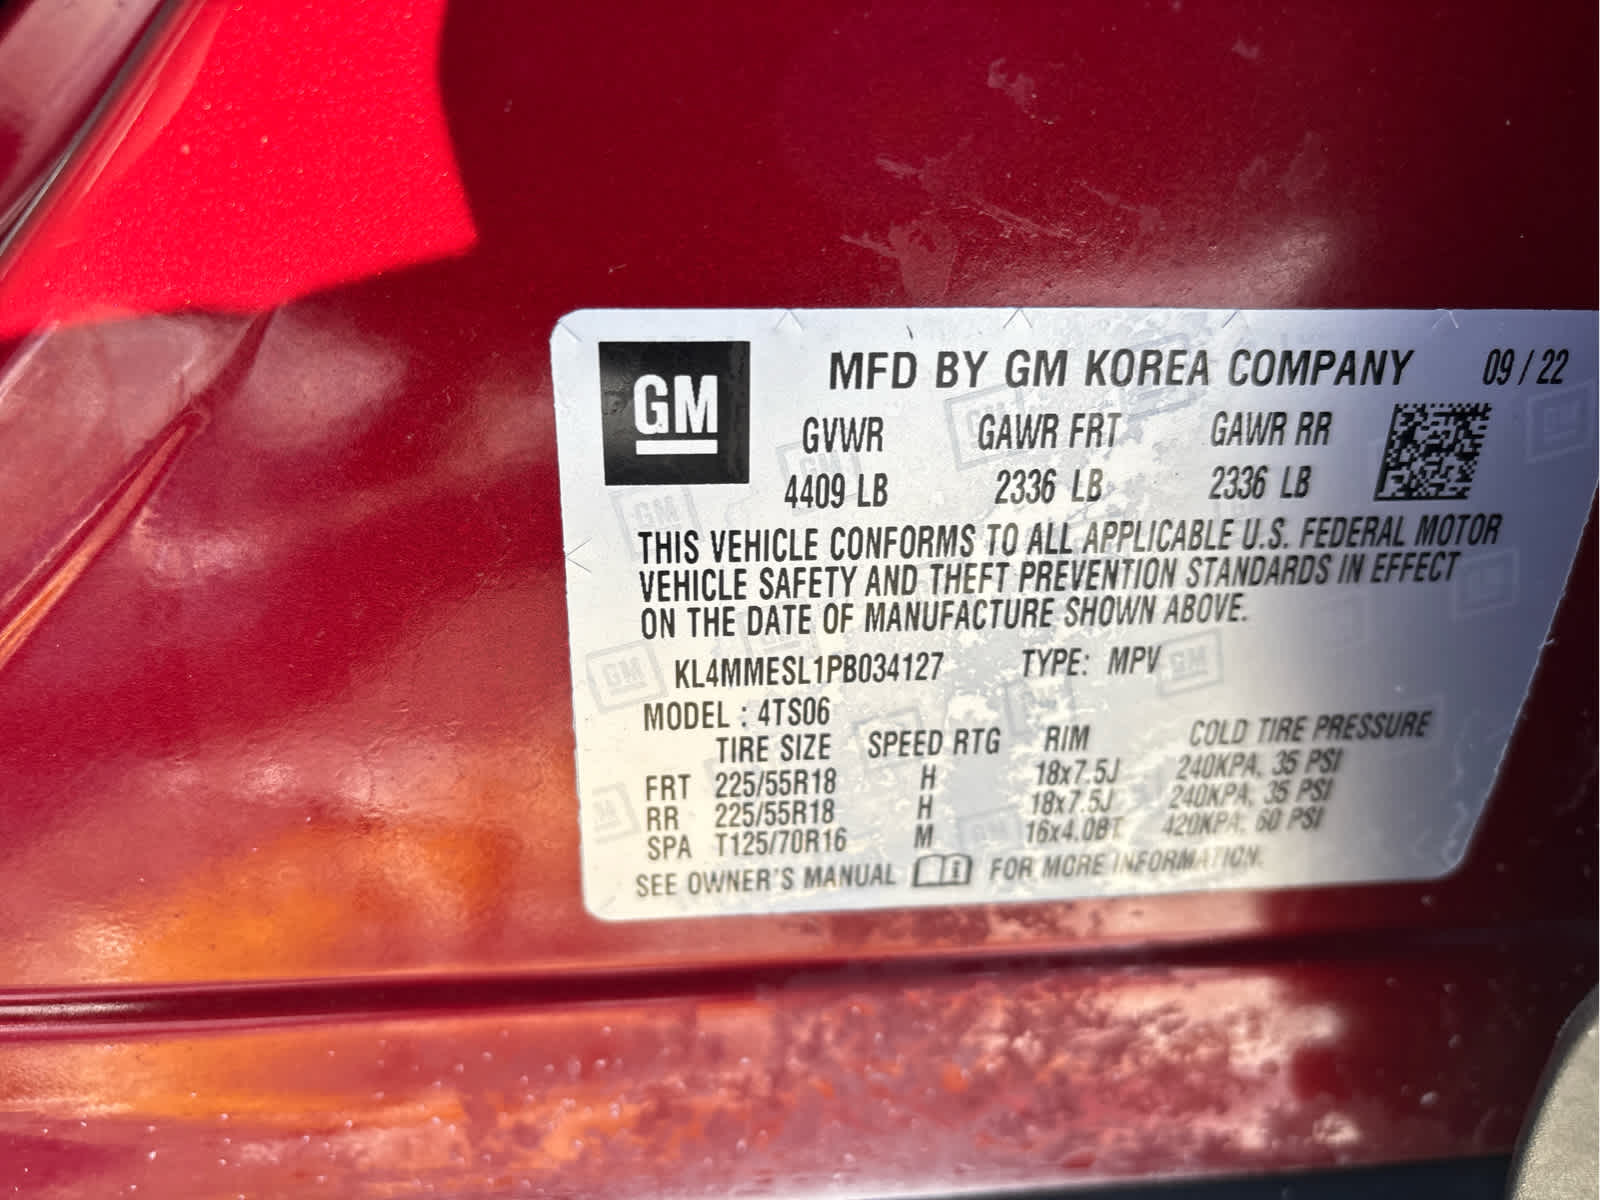 GM
MFD BY GM KOREA COMPANY 09 / 22
GVWR GAWR FRT GAWR RR
4409 LB 2336 LB 2336 LB
THIS VEHICLE CONFORMS TO ALL APPLICABLE U.S. FEDERAL MOTOR
VEHICLE SAFETY AND THEFT PREVENTION STANDARDS IN EFFECT
ON THE DATE OF MANUFACTURE SHOWN ABOVE.
KL4MMESL1PB034127 TYPE: MPV
MODEL : 4TS06
TIRE SIZE SPEED RTG RIM COLD TIRE PRESSURE
FRT 225/55R18 H 18x7.5J 240KPA, 35 PSI
RR 225/55R18 H 18x7.5J 240KPA, 35 PSI
SPA T125/70R16 M 16x4.0BT 420KPA, 60 PSI
SEE OWNER'S MANUAL FOR MORE INFORMATION.